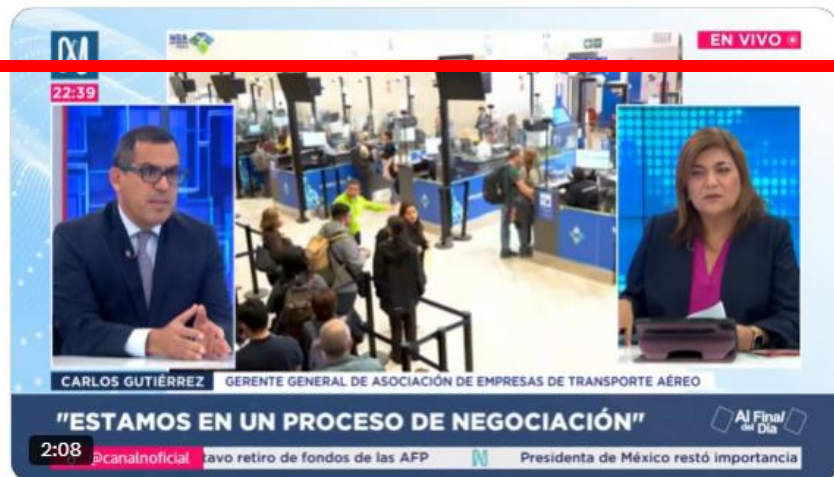 EN VIVO
22:39
CARLOS GUTIÉRREZ GERENTE GENERAL DE ASOCIACIÓN DE EMPRESAS DE TRANSPORTE AÉREO
"ESTAMOS EN UN PROCESO DE NEGOCIACIÓN"
Al Final del Día
2:08
@canalnoficial tavo retiro de fondos de las AFP N Presidenta de México restó importancia